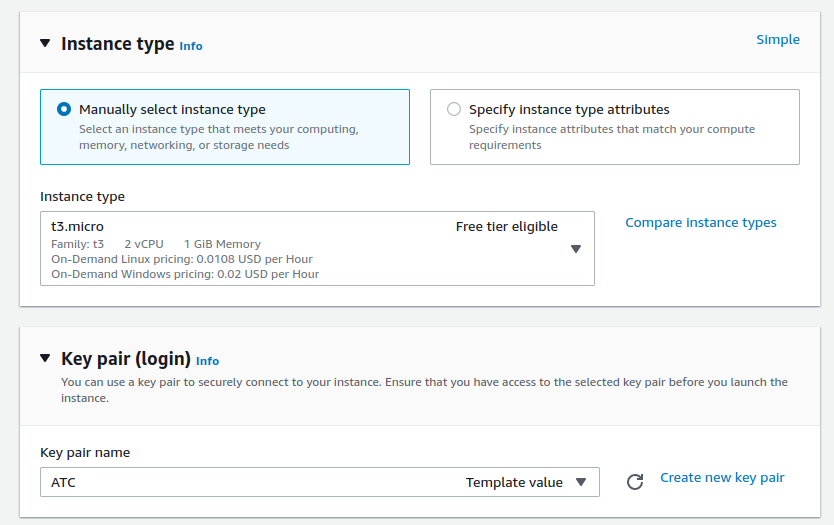 Instance type Info
Simple
Manually select instance type
Select an instance type that meets your computing,
memory, networking, or storage needs
Specify instance type attributes
Specify instance attributes that match your compute
requirements
Instance type
t3.micro
Free tier eligible
Family: t3 2 vCPU 1 GiB Memory
On-Demand Linux pricing: 0.0108 USD per Hour
On-Demand Windows pricing: 0.02 USD per Hour
Compare instance types
Key pair (login) Info
You can use a key pair to securely connect to your instance. Ensure that you have access to the selected key pair before you launch the
instance.
Key pair name
ATC
Template value
Create new key pair